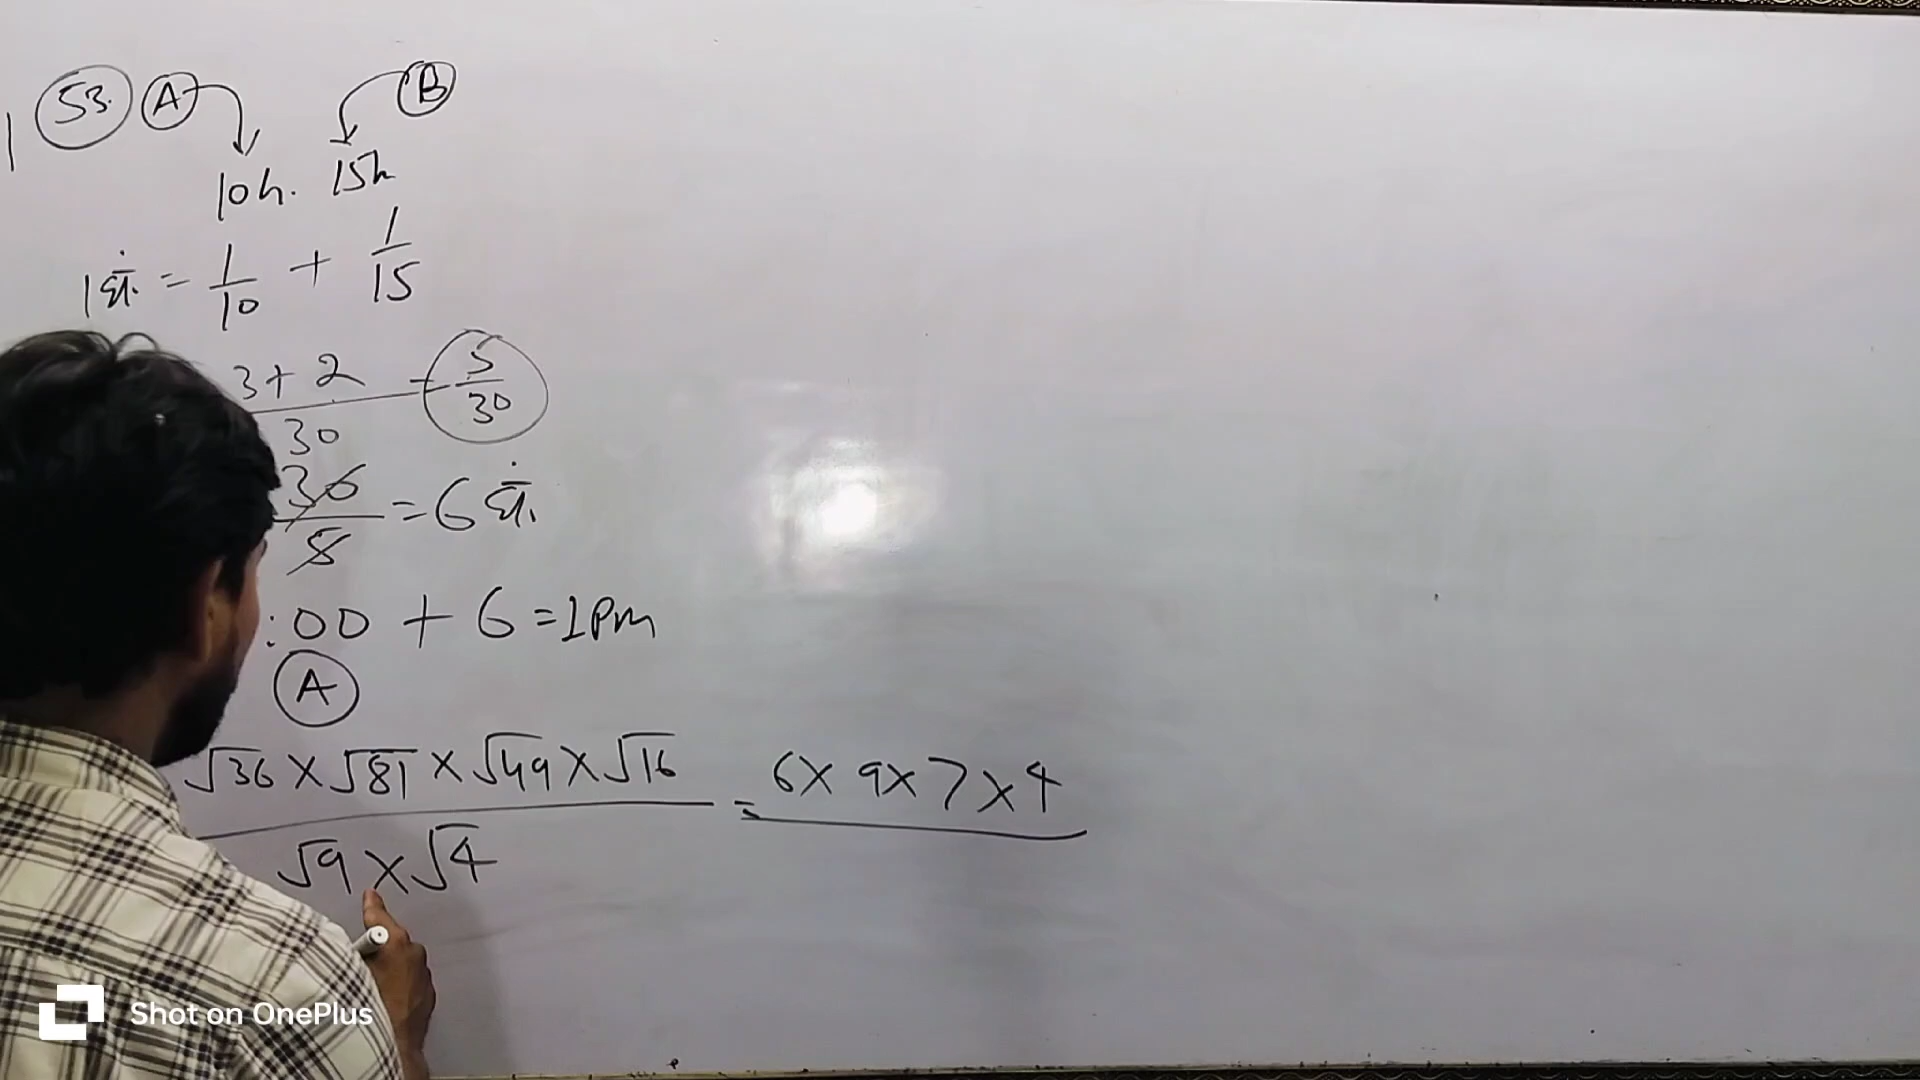 53. A B
10h. 15h
1घं. = 1/10 + 1/15
3+2/30 = 5/30
30/5 = 6 घं.
:00 + 6 = 1Pm
A
√36 × √81 × √49 × √16 / √9 × √4 = 6 × 9 × 7 × 4
Shot on OnePlus